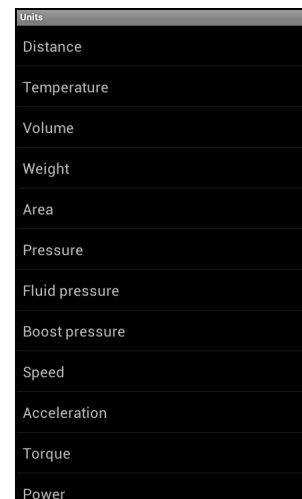 Units
Distance
Temperature
Volume
Weight
Area
Pressure
Fluid pressure
Boost pressure
Speed
Acceleration
Torque
Power